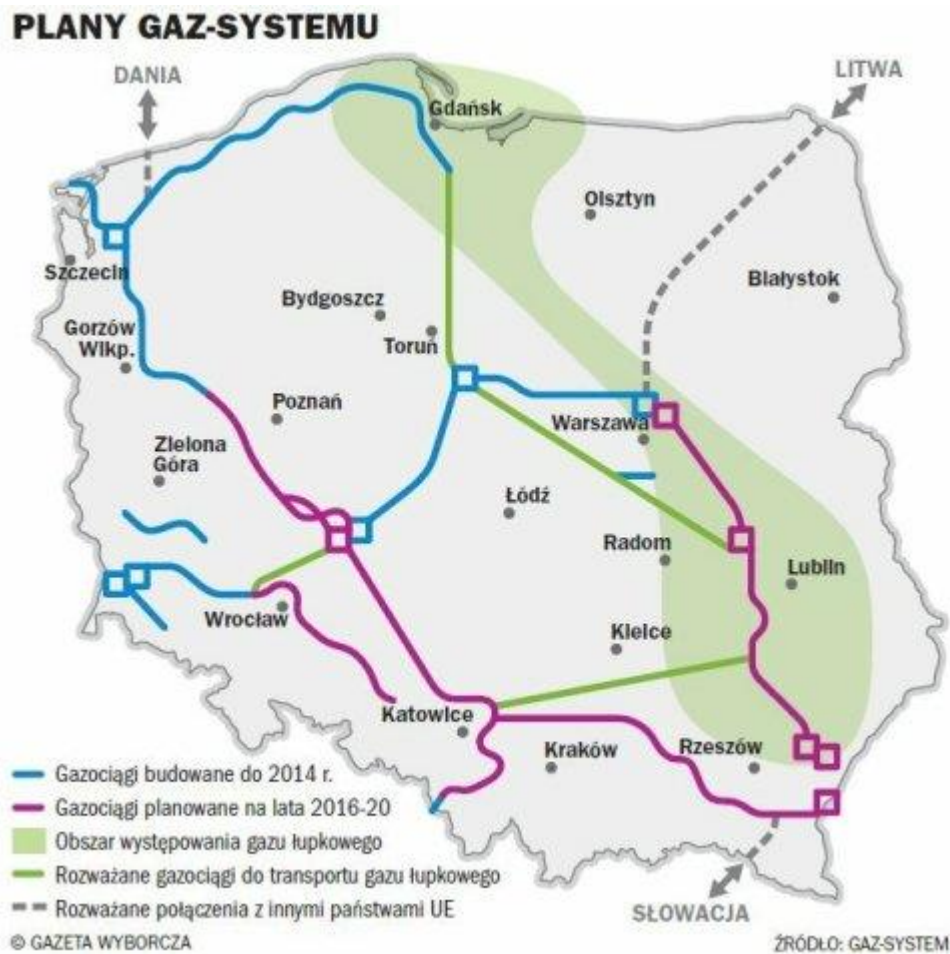 PLANY GAZ-SYSTEMU
DANIA
LITWA
Gdańsk
Olsztyn
Szczecin
Białystok
Bydgoszcz
Gorzów
Wlkp.
Toruń
Poznań
Warszawa
Zielona
Góra
Łódź
Radom
Lublin
Wrocław
Kielce
Katowice
Kraków
Rzeszów
Gazociągi budowane do 2014 r.
Gazociągi planowane na lata 2016-20
Obszar występowania gazu łupkowego
Rozważane gazociągi do transportu gazu łupkowego
Rozważane połączenia z innymi państwami UE
SŁOWACJA
© GAZETA WYBORCZA
ŹRÓDŁO: GAZ-SYSTEM